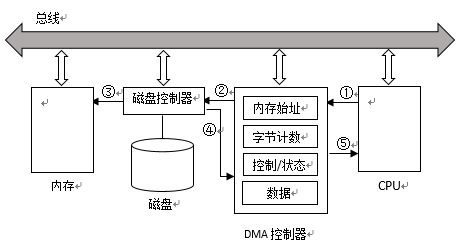 总线
③
磁盘控制器
②
①
内存始址
字节计数
④
⑤
控制/状态
数据
内存
磁盘
CPU
DMA 控制器